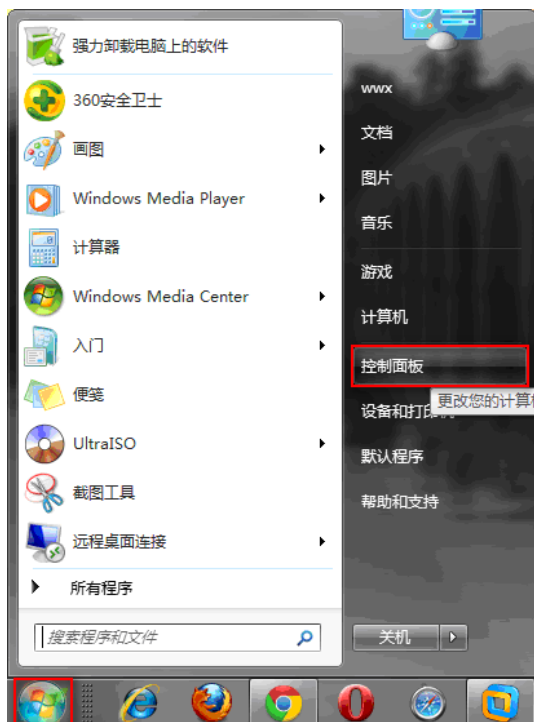 强力卸载电脑上的软件
360安全卫士
画图
Windows Media Player
计算器
Windows Media Center
入门
便笺
UltraISO
截图工具
远程桌面连接
所有程序
搜索程序和文件
wwx
文档
图片
音乐
游戏
计算机
控制面板
更改您的计算
设备和打印
默认程序
帮助和支持
关机